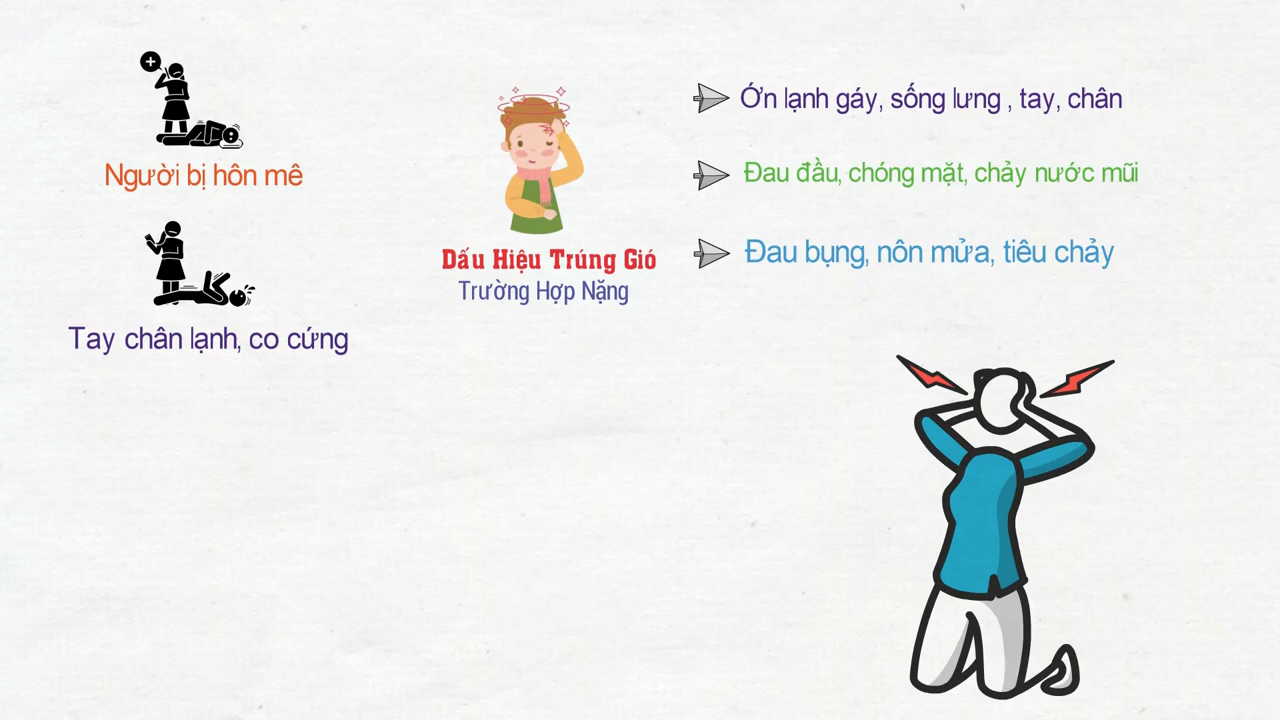 Người bị hôn mê
Tay chân lạnh, co cứng
Dấu Hiệu Trúng Gió
Trường Hợp Nặng
Ớn lạnh gáy, sống lưng , tay, chân
Đau đầu, chóng mặt, chảy nước mũi
Đau bụng, nôn mửa, tiêu chảy